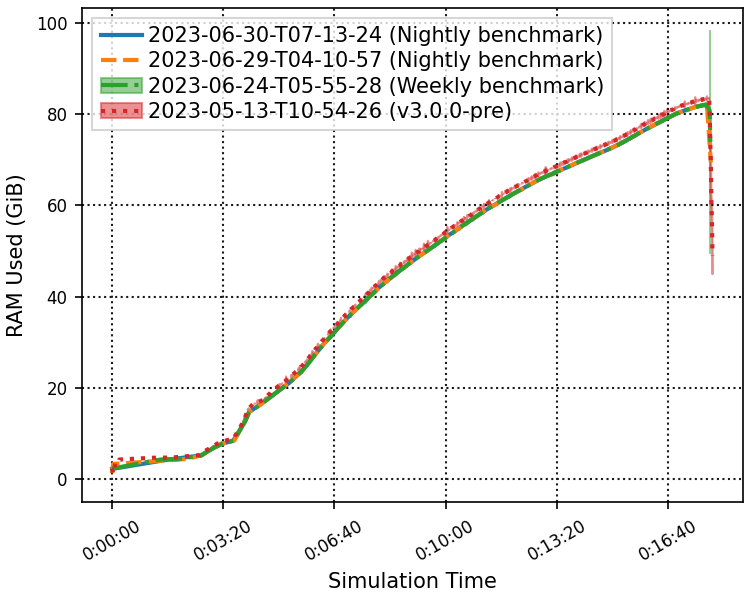 2023-06-30-T07-13-24 (Nightly benchmark)
2023-06-29-T04-10-57 (Nightly benchmark)
2023-06-24-T05-55-28 (Weekly benchmark)
2023-05-13-T10-54-26 (v3.0.0-pre)
RAM Used (GiB)
100
80
60
40
20
0
0:00:00
0:03:20
0:06:40
0:10:00
0:13:20
0:16:40
Simulation Time